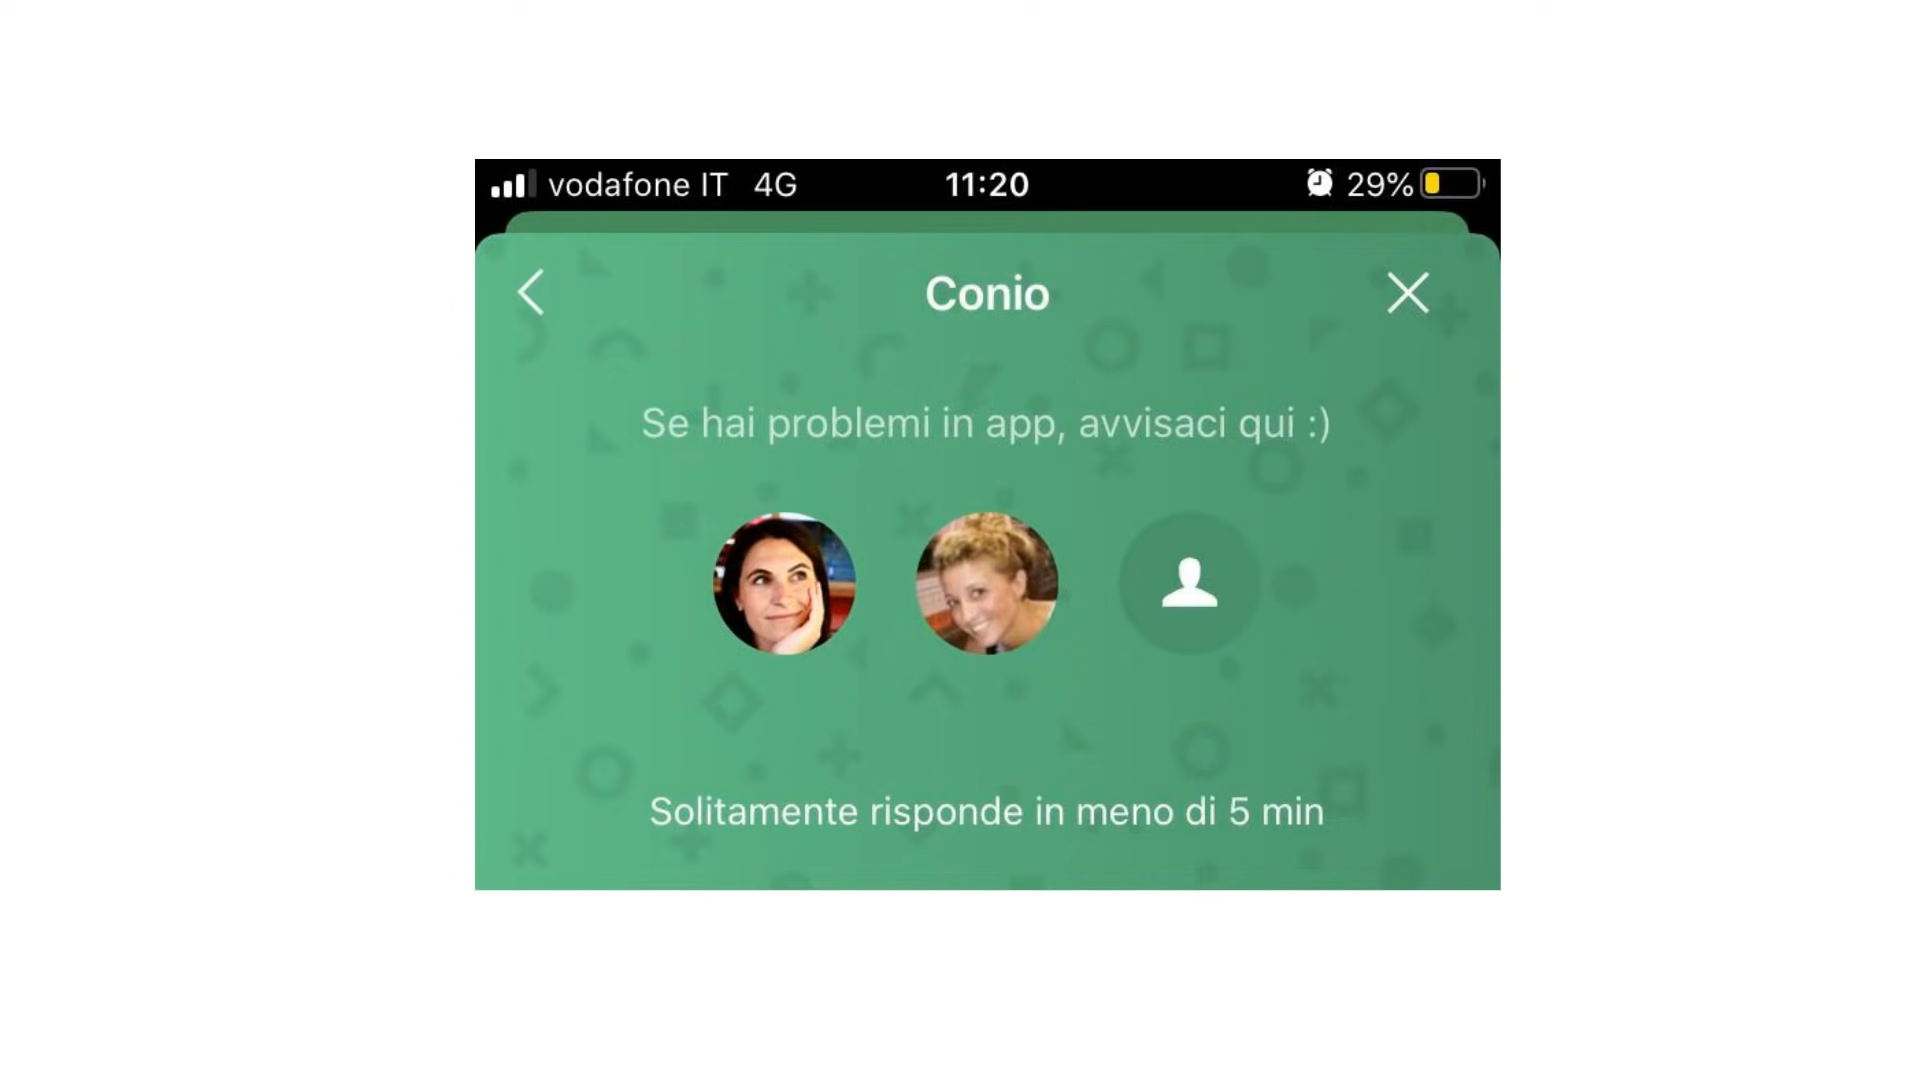 vodafone IT 4G 11:20 29%
Conio
Se hai problemi in app, avvisaci qui :)
Solitamente risponde in meno di 5 min